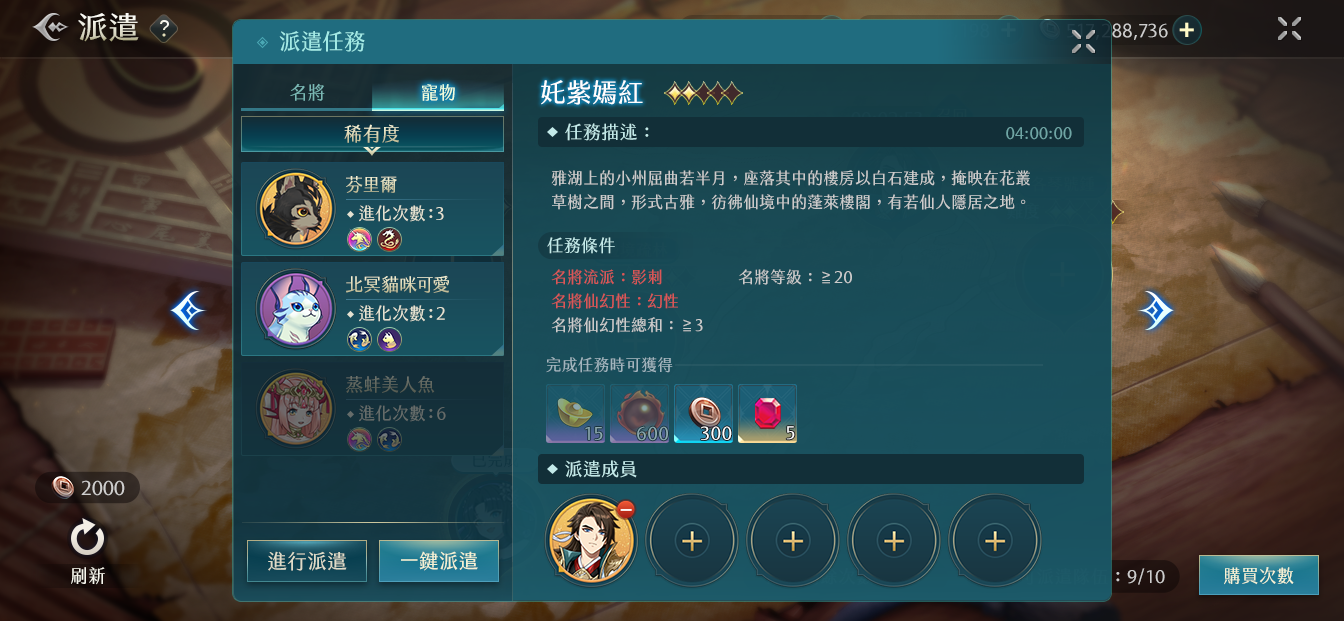 派遣
?
派遣任務
,288,736
名將
寵物
稀有度
芬里爾
進化次數:3
北冥貓咪可愛
進化次數:2
蒸蚌美人魚
進化次數:6
進行派遣
一鍵派遣
奼紫嫣紅
任務描述：
04:00:00
雅湖上的小州屈曲若半月，座落其中的樓房以白石建成，掩映在花叢
草樹之間，形式古雅，彷彿仙境中的蓬萊樓閣，有若仙人隱居之地。
任務條件
名將流派：影刺
名將等級：≧20
名將仙幻性：幻性
名將仙幻性總和：≧3
完成任務時可獲得
15
600
300
5
派遣成員
2000
刷新
：9/10
購買次數